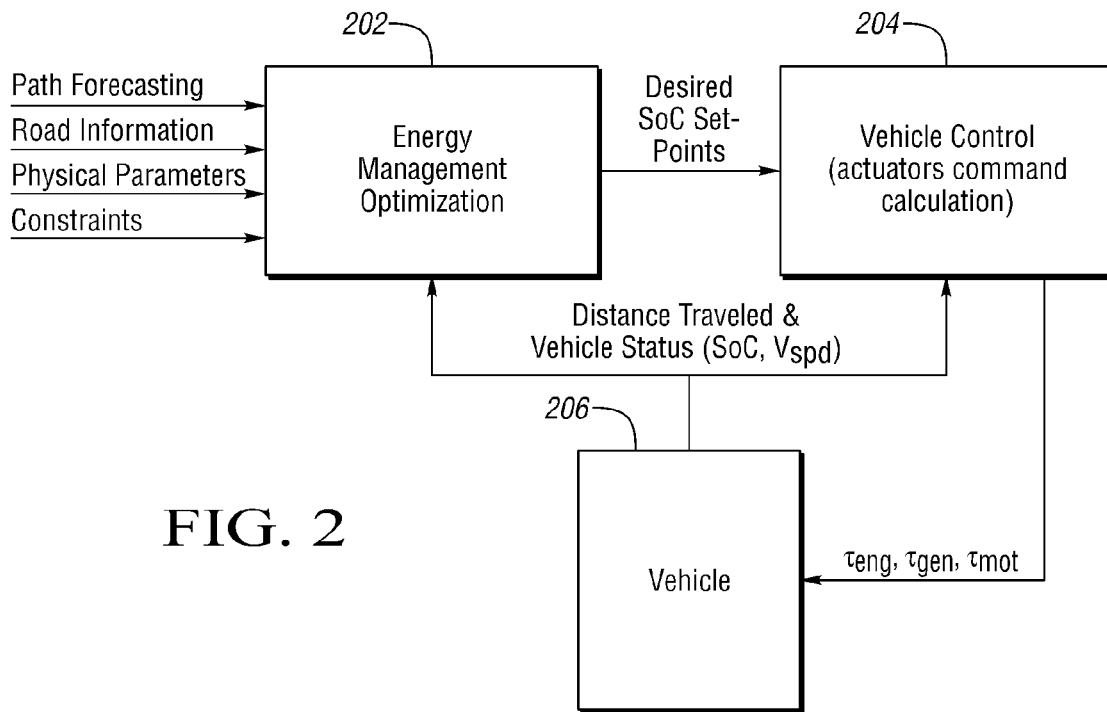 202
204
Path Forecasting
Road Information
Physical Parameters
Constraints
Energy
Management
Optimization
Desired
SoC Set-
Points
Vehicle Control
(actuators command
calculation)
Distance Traveled &
Vehicle Status (SoC, Vspd)
206
FIG. 2
Vehicle
τeng, τgen, τmot